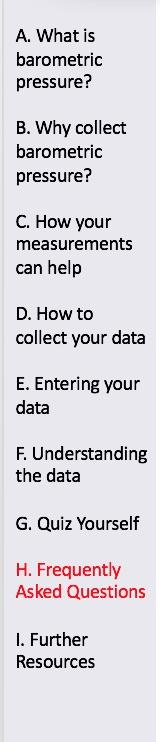 A. What is
barometric
pressure?
B. Why collect
barometric
pressure?
C. How your
measurements
can help
D. How to
collect your data
E. Entering your
data
F. Understanding
the data
G. Quiz Yourself
H. Frequently
Asked Questions
I. Further
Resources